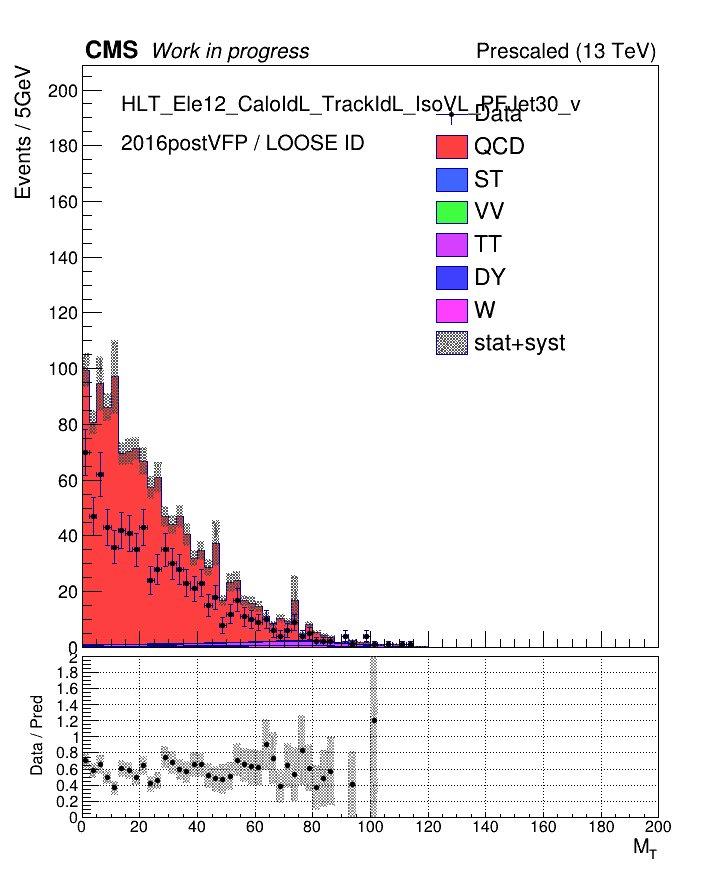 CMS Work in progress Prescaled (13 TeV)
Events / 5GeV
HLT_Ele12_CaloIdL_TrackIdL_IsoVL_PFJet30_v
2016postVFP / LOOSE ID
Data
QCD
ST
VV
TT
DY
W
stat+syst
200
180
160
140
120
100
80
60
40
20
0
Data / Pred
2
1.8
1.6
1.4
1.2
1
0.8
0.6
0.4
0.2
0
0 20 40 60 80 100 120 140 160 180 200
M_T